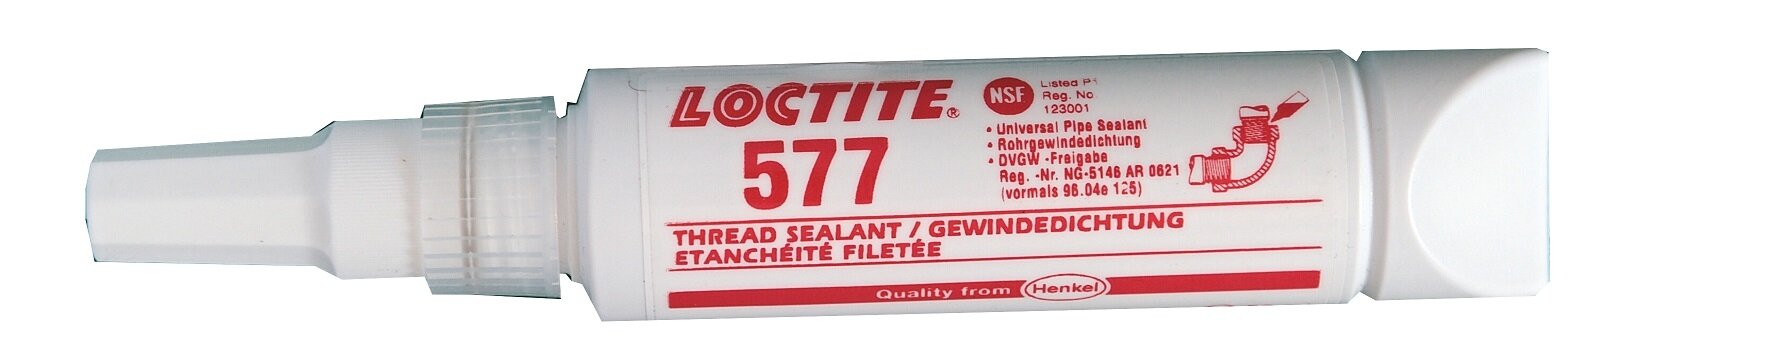 LOCTITE®
577
NSF
Listed P1
Reg. No
123001
• Universal Pipe Sealant
• Rohrgewindedichtung
• DVGW -Freigabe
Reg. -Nr. NG-5146 AR 0621
(vormals 96.04e 125)
THREAD SEALANT / GEWINDEDICHTUNG
ETANCHÉITÉ FILETÉE
Quality from Henkel